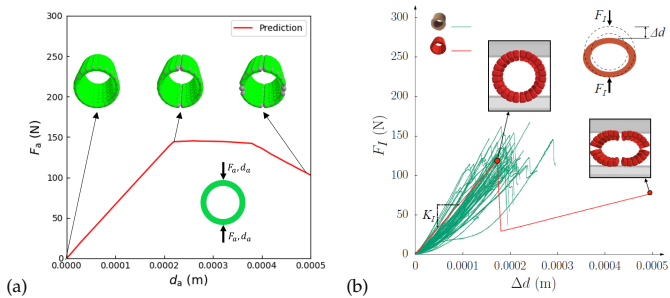 (a)
300
250
200
150
100
50
0
F_a (N)
0.0000 0.0001 0.0002 0.0003 0.0004 0.0005
d_a (m)
Prediction
F_a, d_a
F_a, d_a
(b)
300
250
200
150
100
50
0
F_I (N)
0.0001 0.0002 0.0003 0.0004 0.0005
Δd (m)
K_I
F_I
Δd
F_I